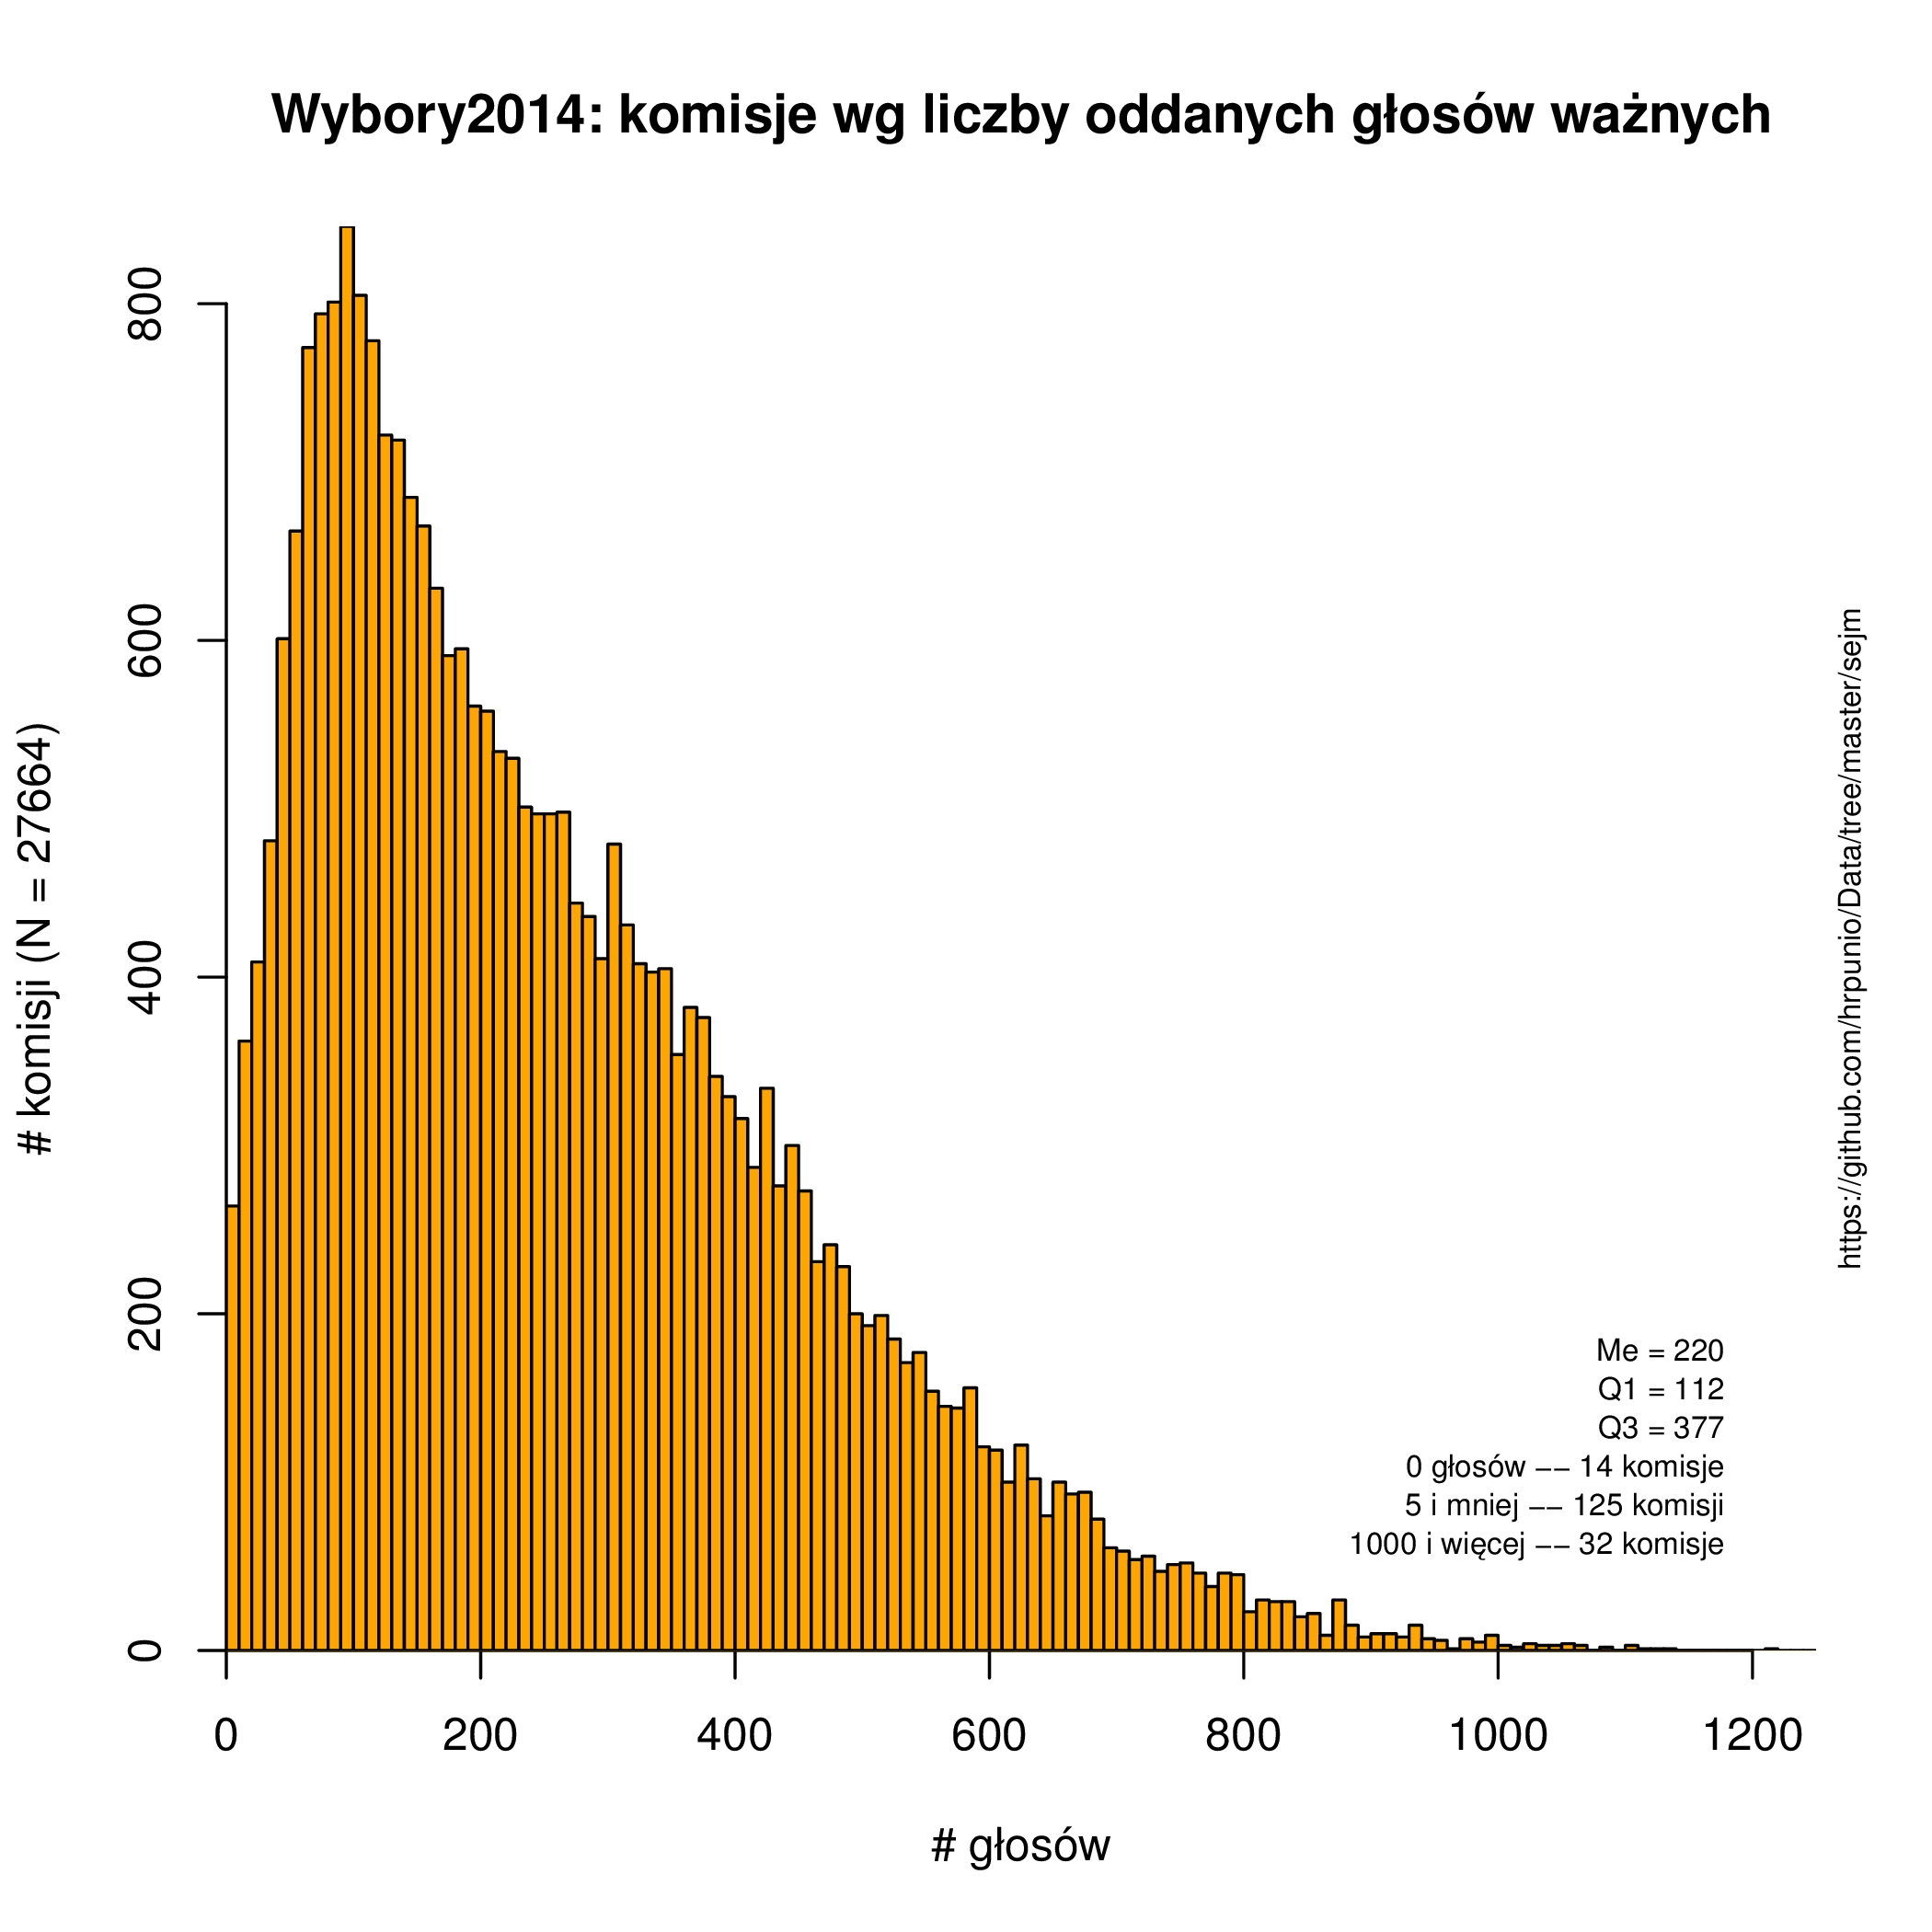 Wybory2014: komisje wg liczby oddanych głosów ważnych
# komisji (N = 27664)
800
600
400
200
0
0 200 400 600 800 1000 1200
# głosów
Me = 220
Q1 = 112
Q3 = 377
0 głosów −− 14 komisje
5 i mniej −− 125 komisji
1000 i więcej −− 32 komisje
https://github.com/hrpunio/Data/tree/master/sejm